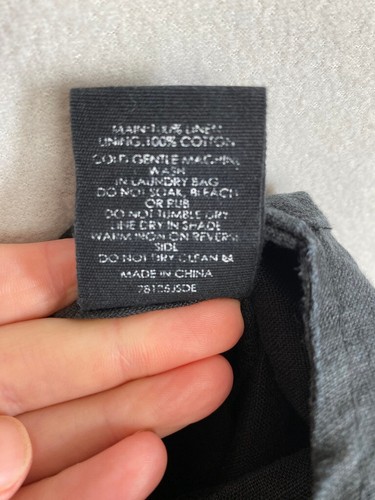 MAIN:100% LINEN
LINING:100% COTTON
COLD GENTLE MACHINE
WASH
IN LAUNDRY BAG
DO NOT SOAK, BLEACH
OR RUB
DO NOT TUMBLE DRY
LINE DRY IN SHADE
WARM IRON ON REVERSE
SIDE
DO NOT DRY CLEAN
MADE IN CHINA